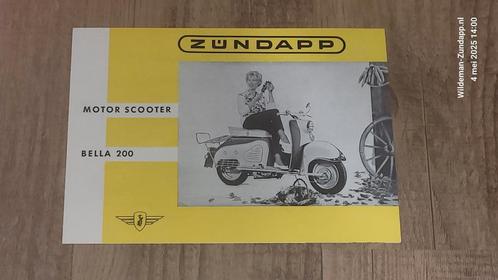 ZÜNDAPP
MOTOR SCOOTER
BELLA 200
Wildeman-Zundapp.nl
4 mei 2025 14:00